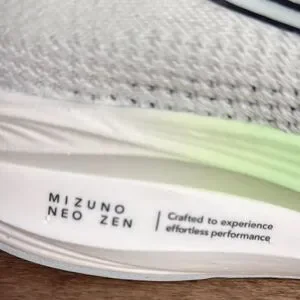 MIZUNO
NEO ZEN
Crafted to experience
effortless performance